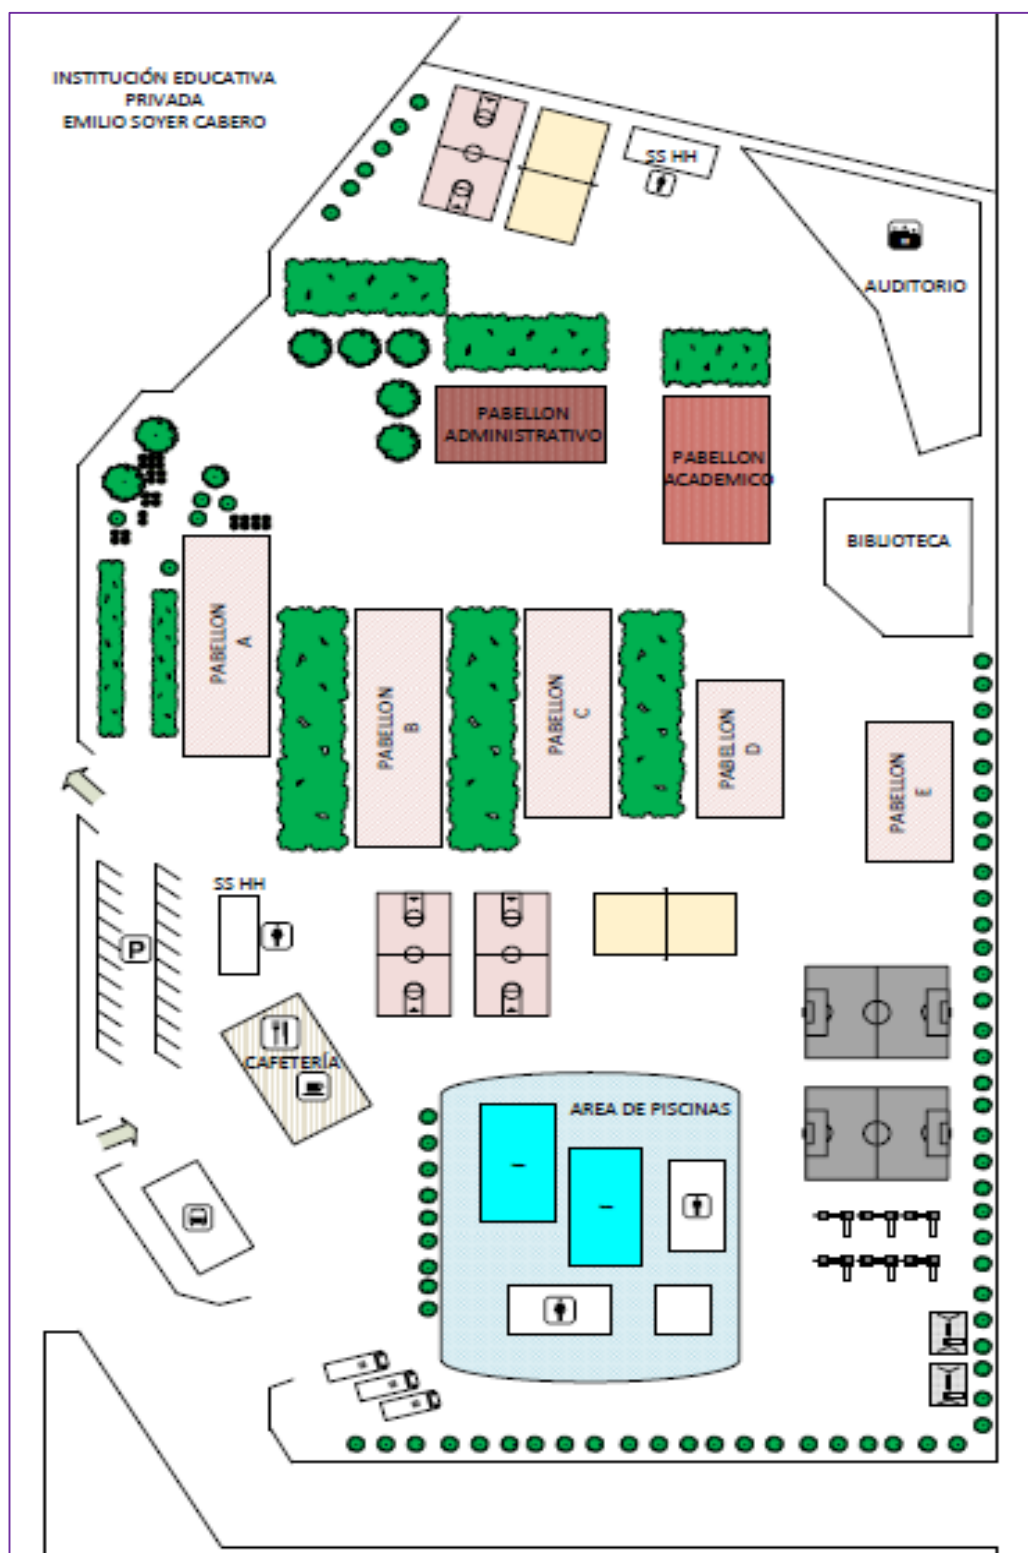 INSTITUCIÓN EDUCATIVA
PRIVADA
EMILIO SOYER CABERO
SS HH
AUDITORIO
PABELLON
ADMINISTRATIVO
PABELLON
ACADEMICO
BIBLIOTECA
PABELLON
A
PABELLON
B
PABELLON
C
PABELLON
D
PABELLON
E
SS HH
P
CAFETERÍA
AREA DE PISCINAS